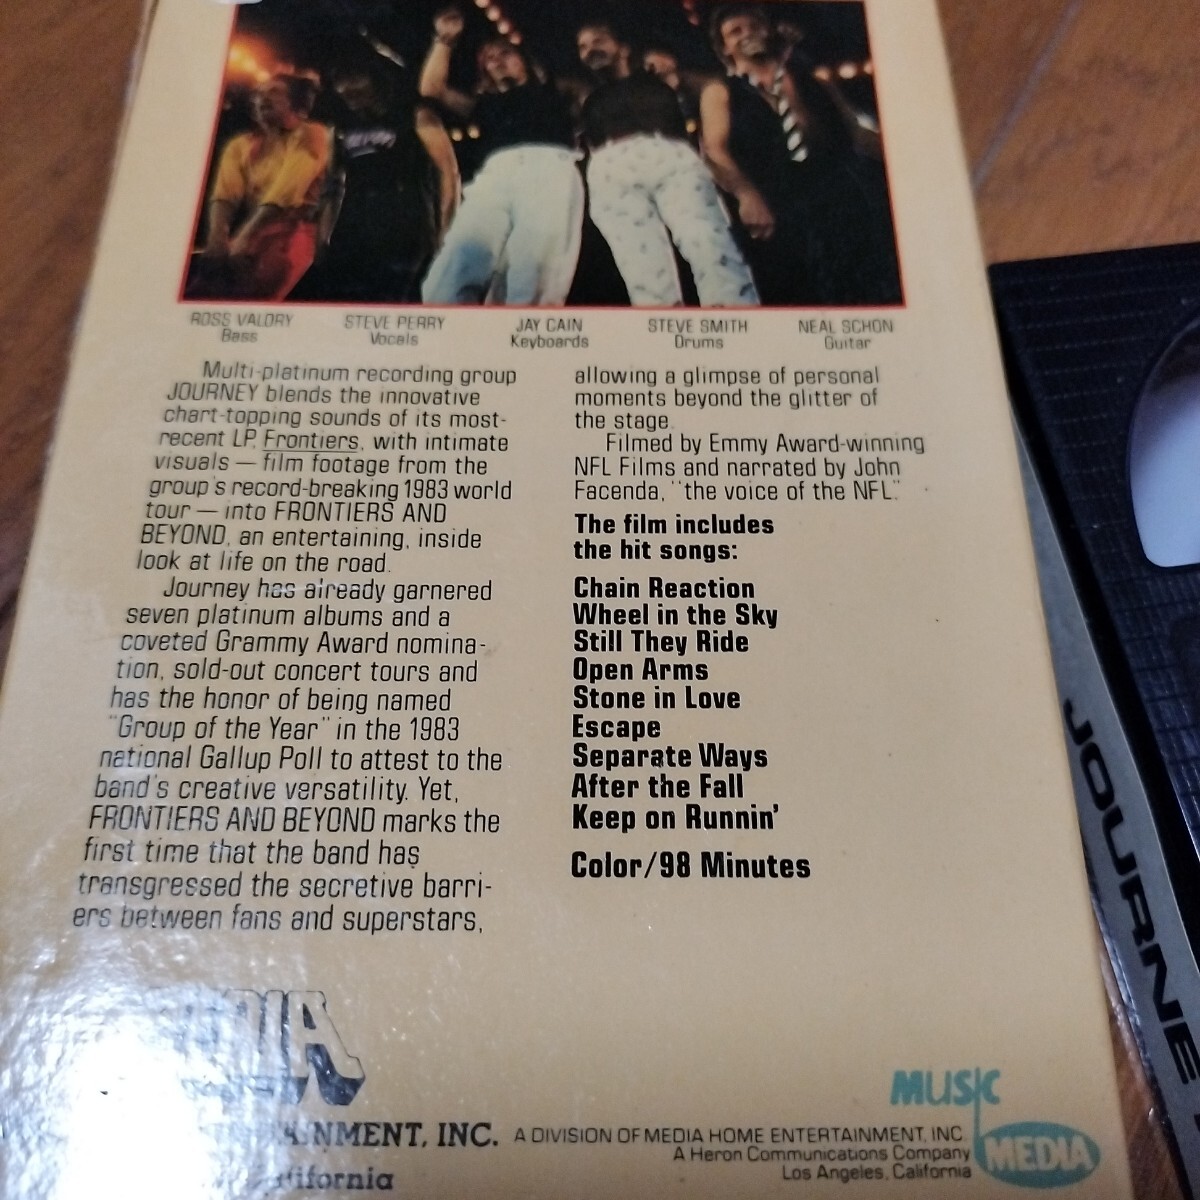 ROSS VALORY
Bass
STEVE PERRY
Vocals
JAY CAIN
Keyboards
STEVE SMITH
Drums
NEAL SCHON
Guitar
Multi-platinum recording group
JOURNEY blends the innovative
chart-topping sounds of its most-
recent LP, Frontiers, with intimate
visuals — film footage from the
group's record-breaking 1983 world
tour — into FRONTIERS AND
BEYOND, an entertaining, inside
look at life on the road.
Journey has already garnered
seven platinum albums and a
coveted Grammy Award nomina-
tion, sold-out concert tours and
has the honor of being named
"Group of the Year" in the 1983
national Gallup Poll to attest to the
band's creative versatility. Yet,
FRONTIERS AND BEYOND marks the
first time that the band has
transgressed the secretive barri-
ers between fans and superstars,
allowing a glimpse of personal
moments beyond the glitter of
the stage.
Filmed by Emmy Award-winning
NFL Films and narrated by John
Facenda, "the voice of the NFL."
The film includes
the hit songs:
Chain Reaction
Wheel in the Sky
Still They Ride
Open Arms
Stone in Love
Escape
Separate Ways
After the Fall
Keep on Runnin'
Color/98 Minutes
INC.
A DIVISION OF MEDIA HOME ENTERTAINMENT, INC.
A Heron Communications Company
Los Angeles, California
MUSIC
MEDIA
JOURNE